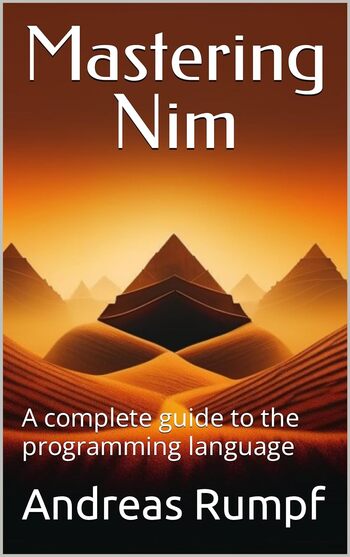 Mastering
Nim
A complete guide to the
programming language
Andreas Rumpf